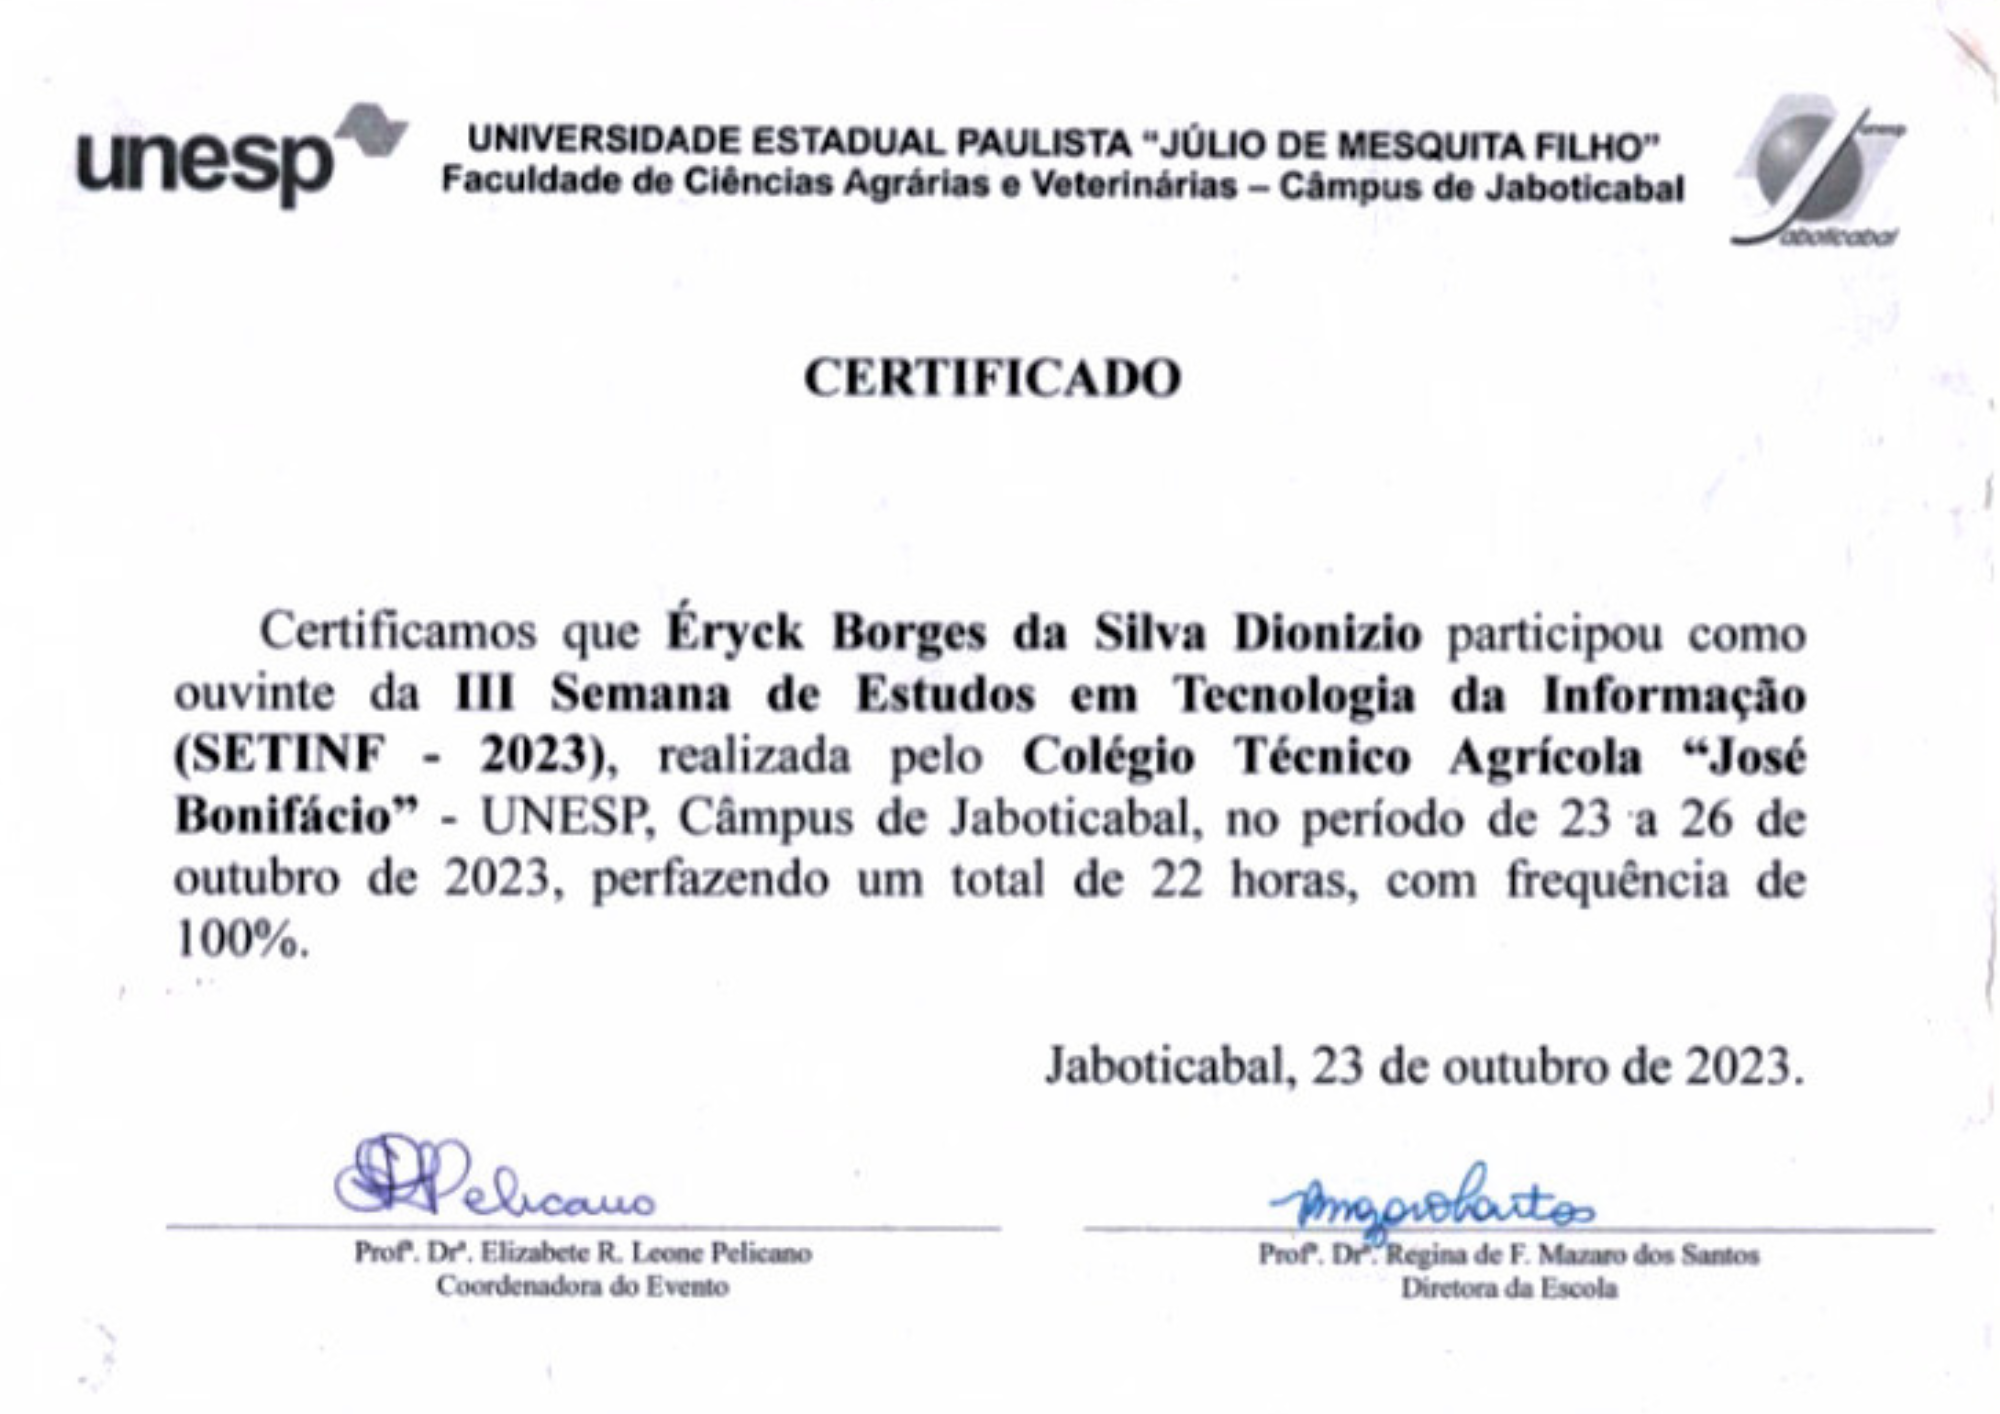 unesp
UNIVERSIDADE ESTADUAL PAULISTA “JÚLIO DE MESQUITA FILHO”
Faculdade de Ciências Agrárias e Veterinárias – Câmpus de Jaboticabal
unesp
Jaboticabal
CERTIFICADO
Certificamos que Éryck Borges da Silva Dionizio participou como
ouvinte da III Semana de Estudos em Tecnologia da Informação
(SETINF - 2023), realizada pelo Colégio Técnico Agrícola “José
Bonifácio” - UNESP, Câmpus de Jaboticabal, no período de 23 a 26 de
outubro de 2023, perfazendo um total de 22 horas, com frequência de
100%.
Jaboticabal, 23 de outubro de 2023.
Pelicano
Profª. Drª. Elizabete R. Leone Pelicano
Coordenadora do Evento
Profª. Drª. Regina de F. Mazaro dos Santos
Diretora da Escola